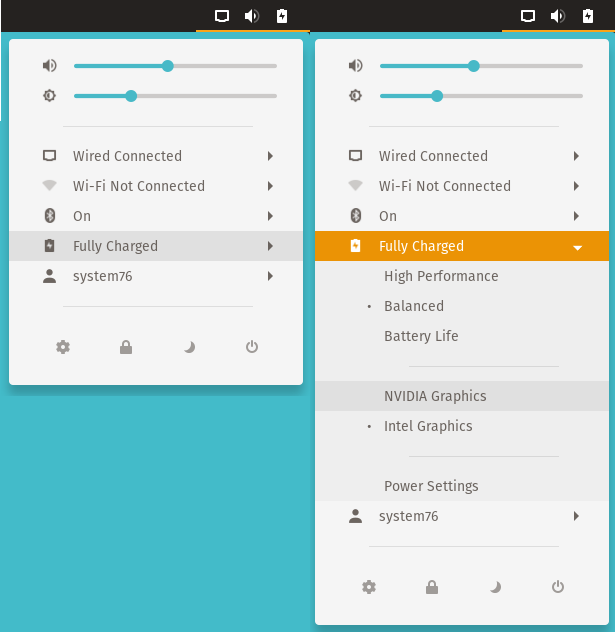 Wired Connected
Wi-Fi Not Connected
On
Fully Charged
system76
Wired Connected
Wi-Fi Not Connected
On
Fully Charged
High Performance
Balanced
Battery Life
NVIDIA Graphics
Intel Graphics
Power Settings
system76